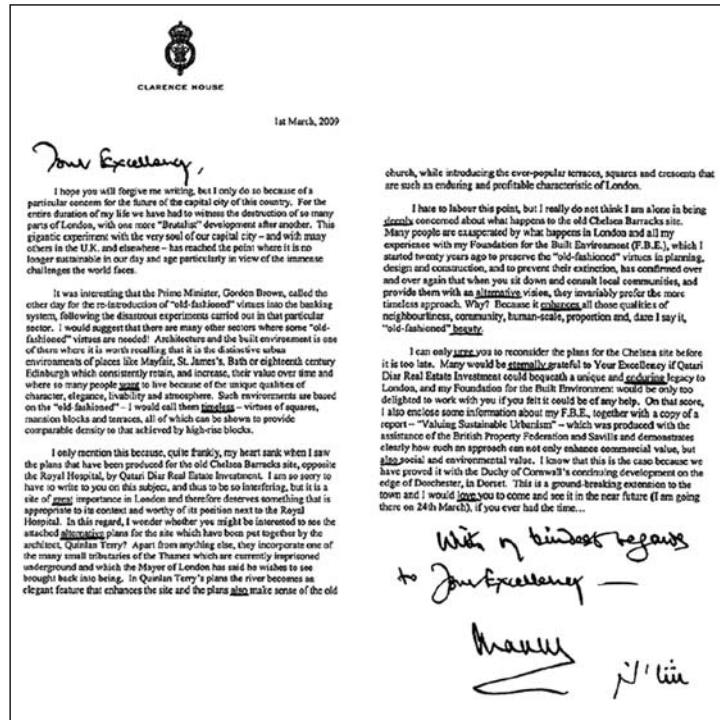 CLARENCE HOUSE
1st March, 2009
Your Excellency,
I hope you will forgive me writing, but I only do so because of a
particular concern for the future of the capital city of this country. For the
entire duration of my life we have had to witness the destruction of so many
parts of London, with one more "Brutalist" development after another. This
gigantic experiment with the very soul of our capital city – and with many
others in the U.K. and elsewhere – has reached the point where it is no
longer sustainable in our day and age particularly in view of the immense
challenges the world faces.
It was interesting that the Prime Minister, Gordon Brown, called the
other day for the re-introduction of "old-fashioned" virtues into the banking
system, following the disastrous experiments carried out in that particular
sector. I would suggest that there are many other sectors where some "old-
fashioned" virtues are needed! Architecture and the built environment is one
of them where it is worth recalling that it is the distinctive urban
environments of places like Mayfair, St. James's, Bath or eighteenth century
Edinburgh which consistently retain, and increase, their value over time and
where so many people want to live because of the unique qualities of
character, elegance, livability and atmosphere. Such environments are based
on the "old-fashioned" – I would call them timeless – virtues of squares,
mansion blocks and terraces, all of which can be shown to provide
comparable density to that achieved by high-rise blocks.
I only mention this because, quite frankly, my heart sank when I saw
the plans that have been produced for the old Chelsea Barracks site, opposite
the Royal Hospital, by Qatari Diar Real Estate Investment. I am so sorry to
have to write to you on this subject, and thus to be so interfering, but it is a
site of great importance in London and therefore deserves something that is
appropriate to its context and worthy of its position next to the Royal
Hospital. In this regard, I wonder whether you might be interested to see the
attached alternative plans for the site which have been put together by the
architect, Quinlan Terry? Apart from anything else, they incorporate one of
the many small tributaries of the Thames which are currently imprisoned
underground and which the Mayor of London has said he wishes to see
brought back into being. In Quinlan Terry's plans the river becomes an
elegant feature that enhances the site and the plans also make sense of the old
church, while introducing the ever-popular terraces, squares and crescents that
are such an enduring and profitable characteristic of London.
I hate to labour this point, but I really do not think I am alone in being
deeply concerned about what happens to the old Chelsea Barracks site.
Many people are exasperated by what happens in London and all my
experience with my Foundation for the Built Environment (F.B.E.), which I
started twenty years ago to preserve the "old-fashioned" virtues in planning,
design and construction, and to prevent their extinction, has confirmed over
and over again that when you sit down and consult local communities, and
provide them with an alternative vision, they invariably prefer the more
timeless approach. Why? Because it enhances all those qualities of
neighbourliness, community, human-scale, proportion and, dare I say it,
"old-fashioned" beauty.
I can only urge you to reconsider the plans for the Chelsea site before
it is too late. Many would be eternally grateful to Your Excellency if Qatari
Diar Real Estate Investment could bequeath a unique and enduring legacy to
London, and my Foundation for the Built Environment would be only too
delighted to work with you if you felt it could be of any help. On that score,
I also enclose some information about my F.B.E., together with a copy of a
report – "Valuing Sustainable Urbanism" – which was produced with the
assistance of the British Property Federation and Savills and demonstrates
clearly how such an approach can not only enhance commercial value, but
also social and environmental value. I know that this is the case because we
have proved it with the Duchy of Cornwall's continuing development on the
edge of Dorchester, in Dorset. This is a ground-breaking extension to the
town and I would love you to come and see it in the near future (I am going
there on 24th March), if you ever had the time...
With kindest regards
to Your Excellency —